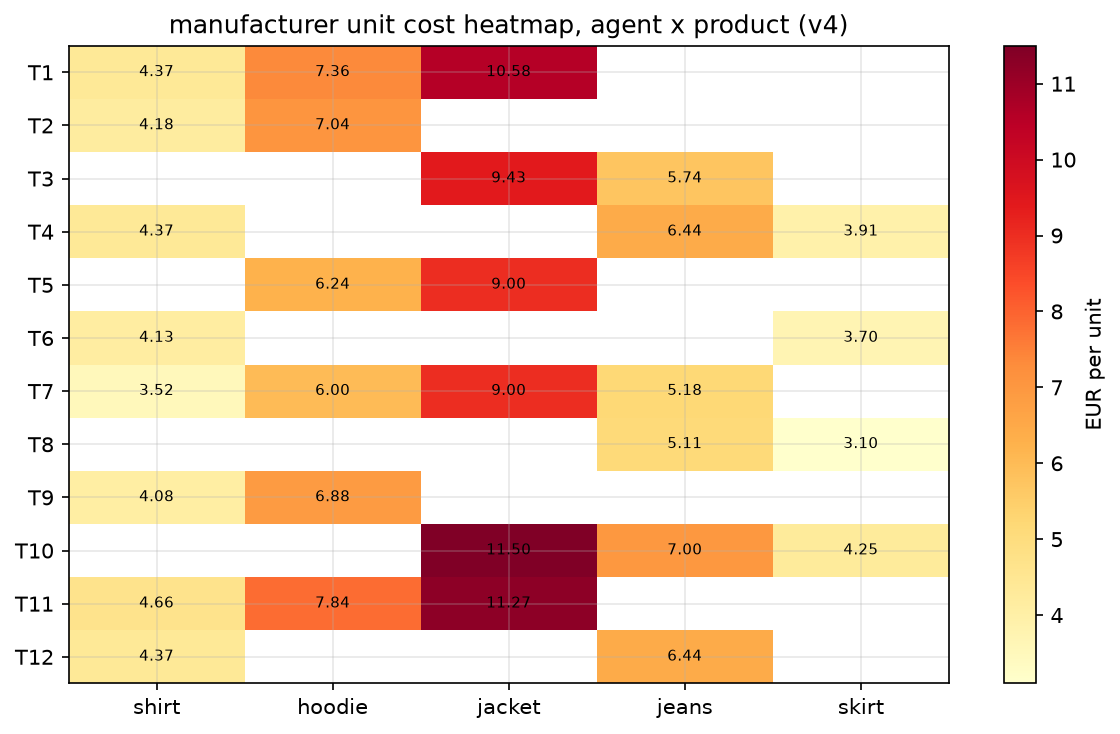 manufacturer unit cost heatmap, agent x product (v4)
T1 4.37 7.36 10.58
T2 4.18 7.04
T3 9.43 5.74
T4 4.37 6.44 3.91
T5 6.24 9.00
T6 4.13 3.70
T7 3.52 6.00 9.00 5.18
T8 5.11 3.10
T9 4.08 6.88
T10 11.50 7.00 4.25
T11 4.66 7.84 11.27
T12 4.37 6.44
shirt hoodie jacket jeans skirt
11
10
9
8
7
6
5
4
EUR per unit